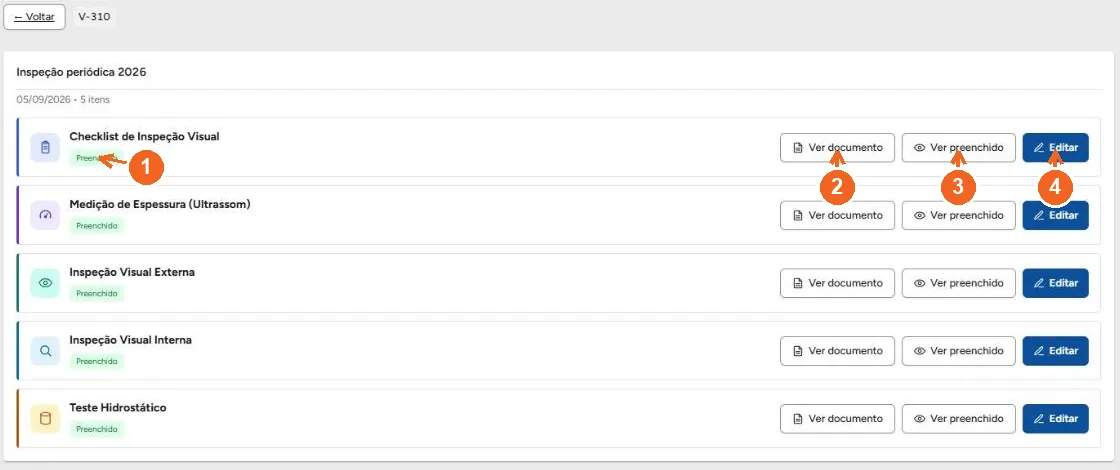 ← Voltar V-310
Inspeção periódica 2026
05/09/2026 • 5 itens
Checklist de Inspeção Visual
Preenchido
1
Ver documento Ver preenchido Editar
2 3 4
Medição de Espessura (Ultrassom)
Preenchido
Ver documento Ver preenchido Editar
Inspeção Visual Externa
Preenchido
Ver documento Ver preenchido Editar
Inspeção Visual Interna
Preenchido
Ver documento Ver preenchido Editar
Teste Hidrostático
Preenchido
Ver documento Ver preenchido Editar